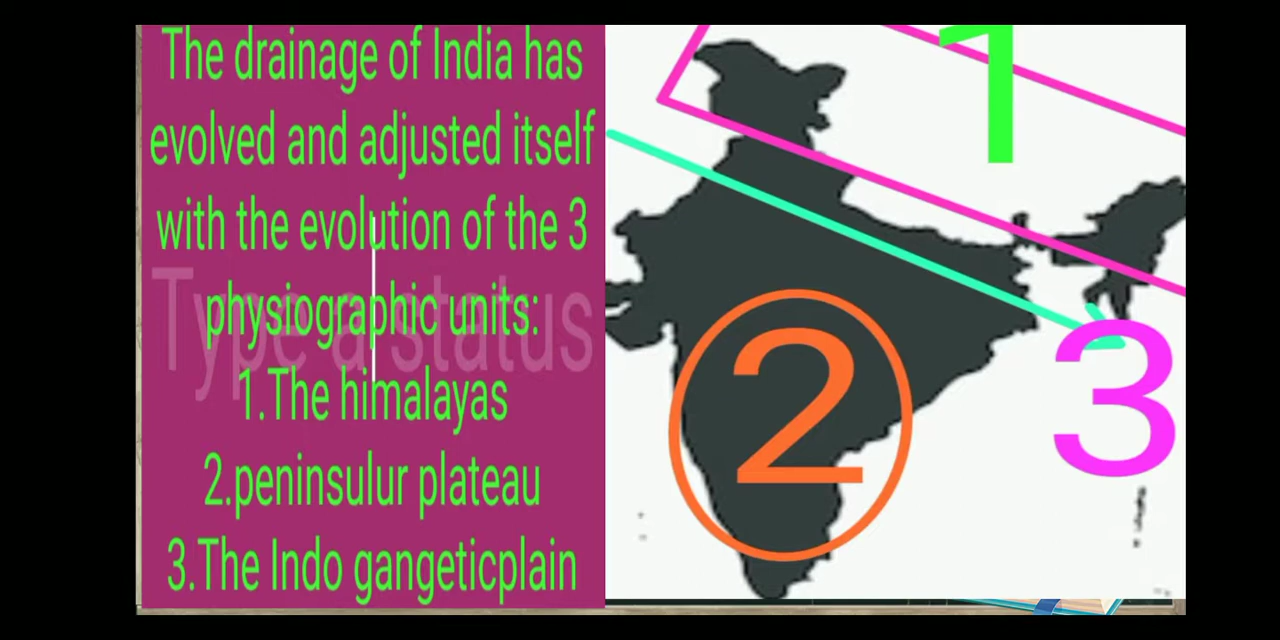 The drainage of India has
evolved and adjusted itself
with the evolution of the 3
physiographic units:
Type a status
1.The himalayas
2.peninsulur plateau
3.The Indo gangeticplain
1
2
3